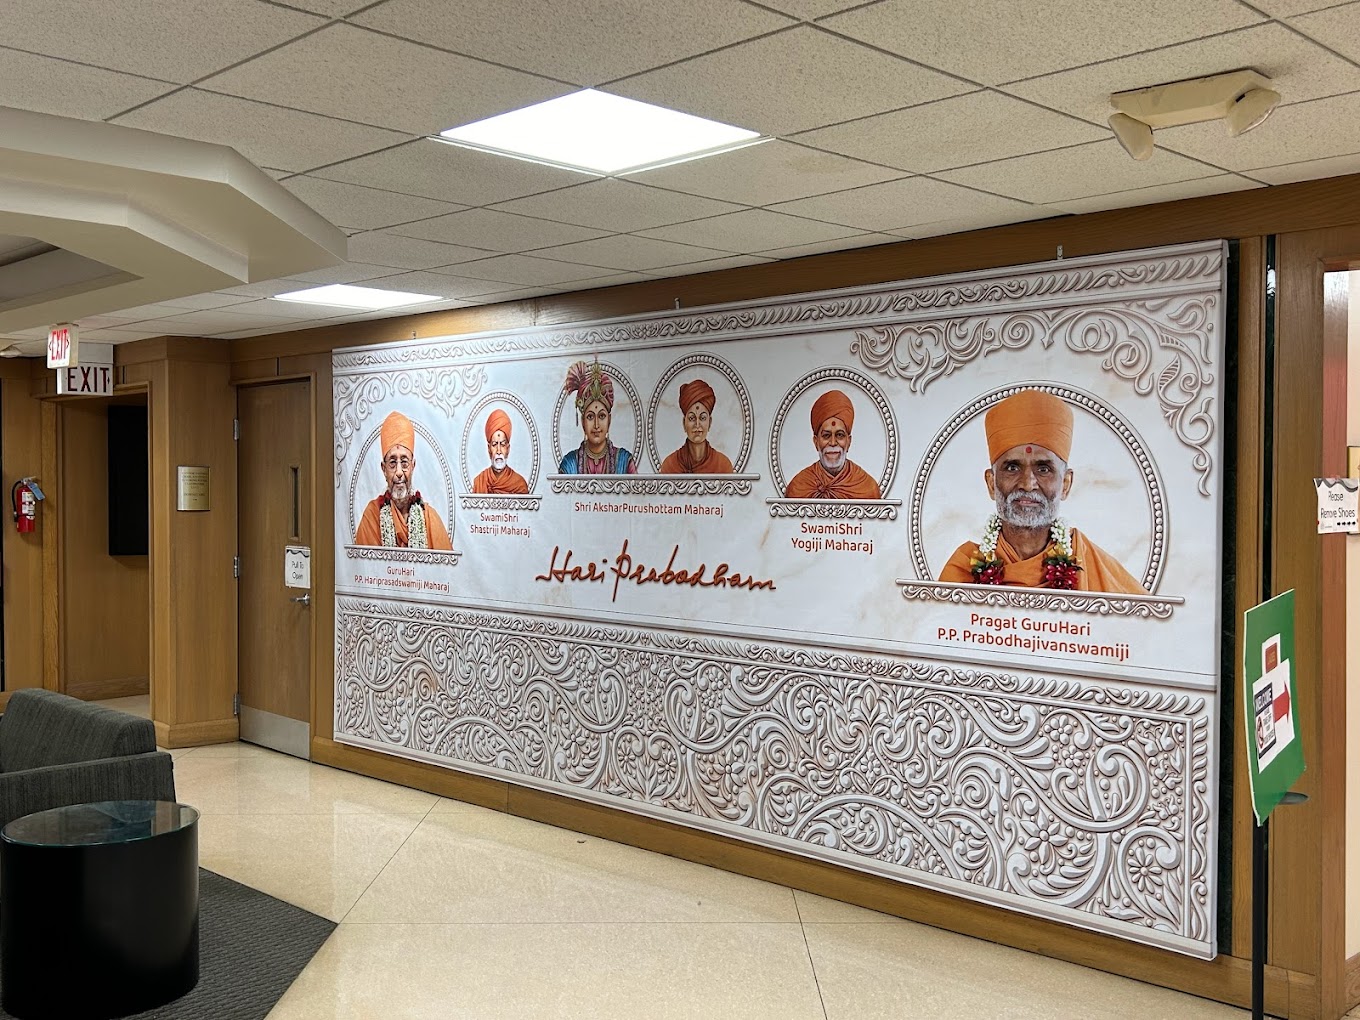 EXIT
EXIT
Pull To
Open
GuruHari
P.P. Hariprasadswamiji Maharaj
SwamiShri
Shastriji Maharaj
Shri AksharPurushottam Maharaj
SwamiShri
Yogiji Maharaj
Hari Prabodham
Pragat GuruHari
P.P. Prabodhajivanswamiji
Please
Remove Shoes